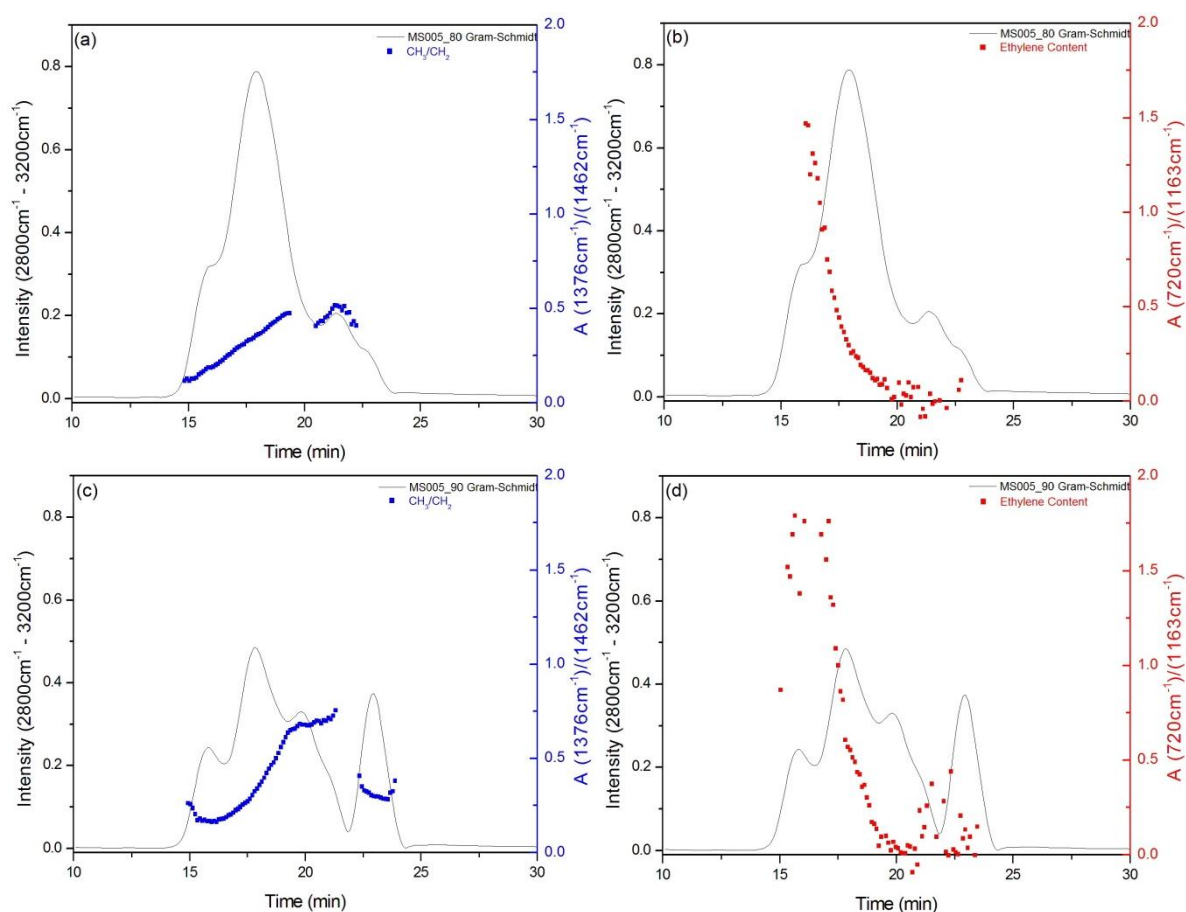 (a)
MS005_80 Gram-Schmidt
CH₃/CH₂
Intensity (2800cm⁻¹ - 3200cm⁻¹)
0.8
0.6
0.4
0.2
0.0
2.0
1.5
1.0
0.5
0.0
A (1376cm⁻¹)/(1462cm⁻¹)
10 15 20 25 30
Time (min)
(b)
MS005_80 Gram-Schmidt
Ethylene Content
Intensity (2800cm⁻¹ - 3200cm⁻¹)
0.8
0.6
0.4
0.2
0.0
2.0
1.5
1.0
0.5
0.0
A (720cm⁻¹)/(1163cm⁻¹)
10 15 20 25 30
Time (min)
(c)
MS005_90 Gram-Schmidt
CH₃/CH₂
Intensity (2800cm⁻¹ - 3200cm⁻¹)
0.8
0.6
0.4
0.2
0.0
2.0
1.5
1.0
0.5
0.0
A (1376cm⁻¹)/(1462cm⁻¹)
10 15 20 25 30
Time (min)
(d)
MS005_90 Gram-Schmidt
Ethylene Content
Intensity (2800cm⁻¹ - 3200cm⁻¹)
0.8
0.6
0.4
0.2
0.0
2.0
1.5
1.0
0.5
0.0
A (720cm⁻¹)/(1163cm⁻¹)
10 15 20 25 30
Time (min)